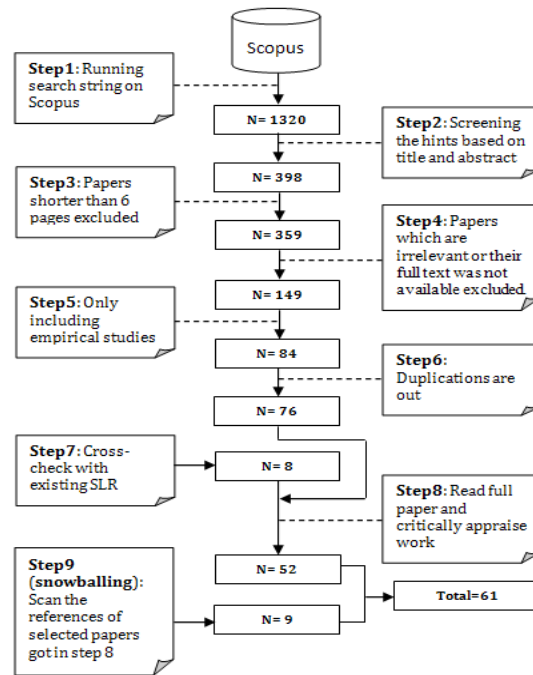 Scopus
Step1: Running
search string on
Scopus
N= 1320
Step2: Screening
the hints based on
title and abstract
N= 398
Step3: Papers
shorter than 6
pages excluded
N= 359
Step4: Papers
which are
irrelevant or their
full text was not
available excluded
N= 149
Step5: Only
including
empirical studies
N= 84
Step6:
Duplications are
out
N= 76
Step7: Cross-
check with
existing SLR
N= 8
Step8: Read full
paper and
critically appraise
work
N= 52
Step9
(snowballing):
Scan the
references of
selected papers
got in step 8
Total=61
N= 9